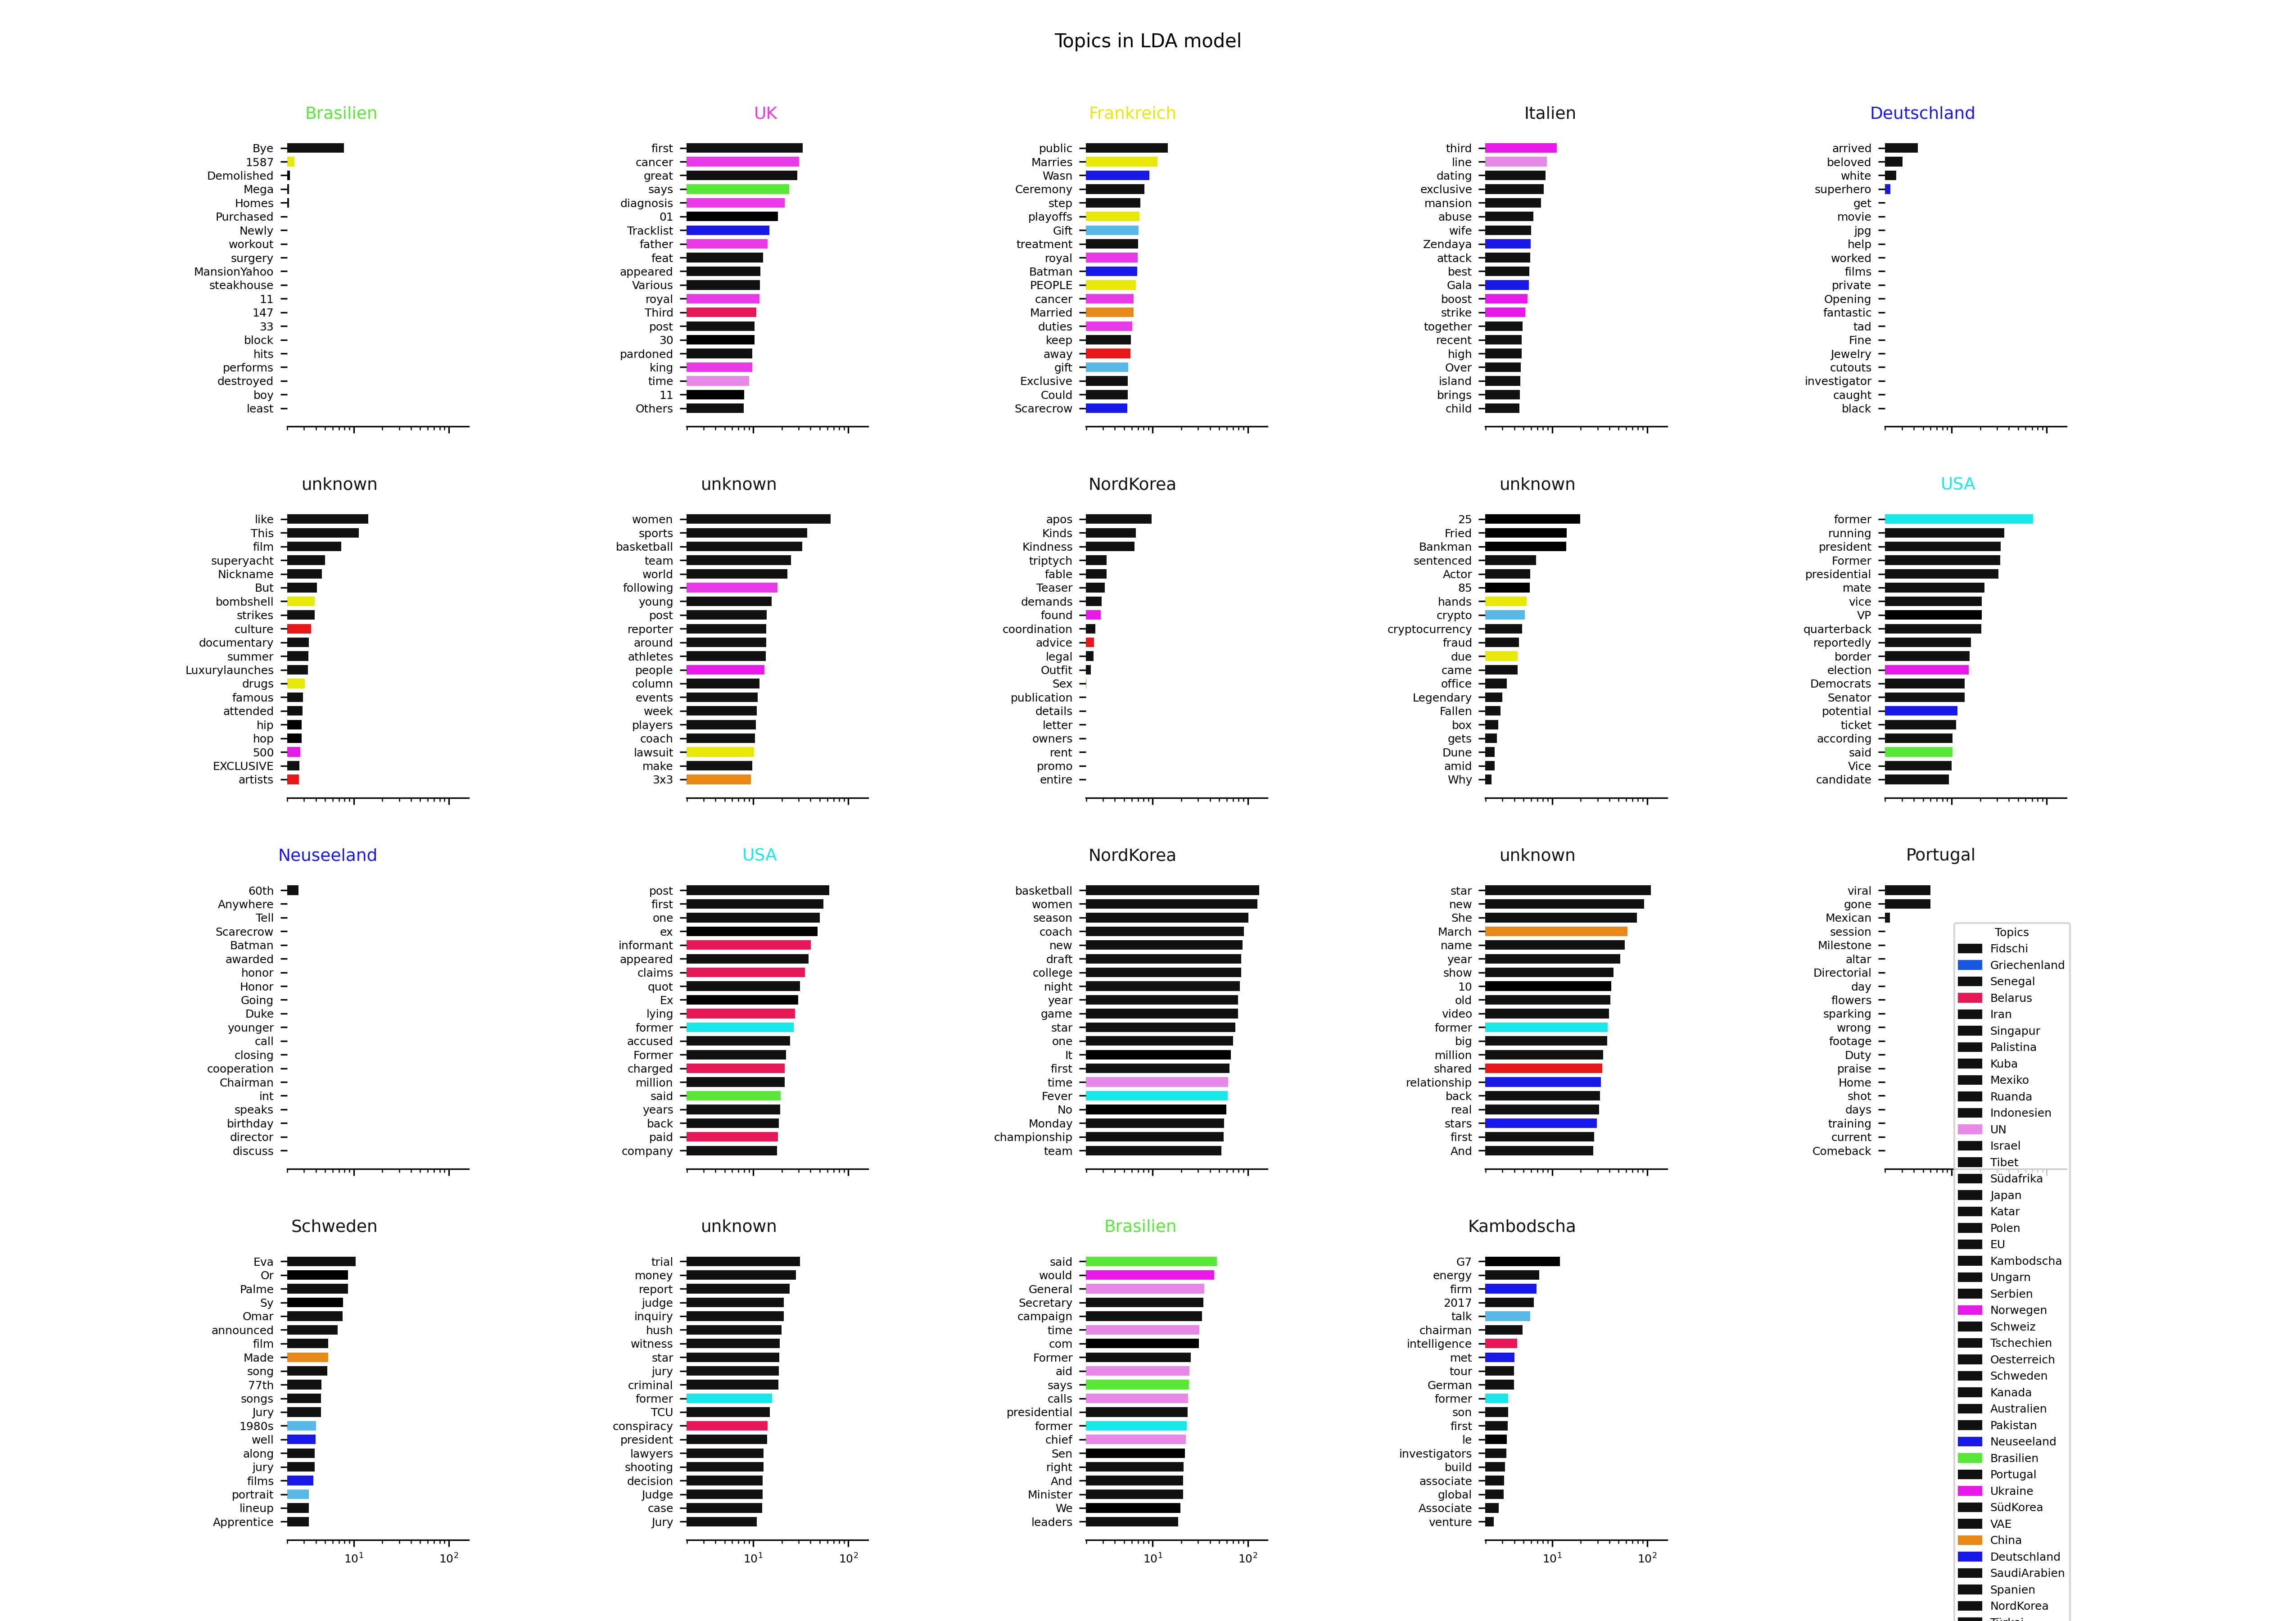 Topics in LDA model
Brasilien
Bye
1587
Demolished
Mega
Homes
Purchased
Newly
workout
surgery
MansionYahoo
steakhouse
11
147
33
block
hits
performs
destroyed
boy
least
UK
first
cancer
great
says
diagnosis
01
Tracklist
father
feat
appeared
Various
royal
Third
post
30
pardoned
king
time
11
Others
Frankreich
public
Marries
Wasn
Ceremony
step
playoffs
Gift
treatment
royal
Batman
PEOPLE
cancer
Married
duties
keep
away
gift
Exclusive
Could
Scarecrow
Italien
third
line
dating
exclusive
mansion
abuse
wife
Zendaya
attack
best
Gala
boost
strike
together
recent
high
Over
island
brings
child
Deutschland
arrived
beloved
white
superhero
get
movie
jpg
help
worked
films
private
Opening
fantastic
tad
Fine
Jewelry
cutouts
investigator
caught
black
unknown
like
This
film
superyacht
Nickname
But
bombshell
strikes
culture
documentary
summer
Luxurylaunches
drugs
famous
attended
hip
hop
500
EXCLUSIVE
artists
unknown
women
sports
basketball
team
world
following
young
post
reporter
around
athletes
people
column
events
week
players
coach
lawsuit
make
3x3
NordKorea
apos
Kinds
Kindness
triptych
fable
Teaser
demands
found
coordination
advice
legal
Outfit
Sex
publication
details
letter
owners
rent
promo
entire
unknown
25
Fried
Bankman
sentenced
Actor
85
hands
crypto
cryptocurrency
fraud
due
came
office
Legendary
Fallen
box
gets
Dune
amid
Why
USA
former
running
president
Former
presidential
mate
vice
VP
quarterback
reportedly
border
election
Democrats
Senator
potential
ticket
according
said
Vice
candidate
Neuseeland
60th
Anywhere
Tell
Scarecrow
Batman
awarded
honor
Honor
Going
Duke
younger
call
closing
cooperation
Chairman
int
speaks
birthday
director
discuss
USA
post
first
one
ex
informant
appeared
claims
quot
Ex
lying
former
accused
Former
charged
million
said
years
back
paid
company
NordKorea
basketball
women
season
coach
new
draft
college
night
year
game
star
one
It
first
time
Fever
No
Monday
championship
team
unknown
star
new
She
March
name
year
show
10
old
video
former
big
million
shared
relationship
back
real
stars
first
And
Portugal
viral
gone
Mexican
session
Milestone
altar
Directorial
day
flowers
sparking
wrong
footage
Duty
praise
Home
shot
days
training
current
Comeback
Schweden
Eva
Or
Palme
Sy
Omar
announced
film
Made
song
77th
songs
Jury
1980s
well
along
jury
films
portrait
lineup
Apprentice
10¹
10²
unknown
trial
money
report
judge
inquiry
hush
witness
star
jury
criminal
former
TCU
conspiracy
president
lawyers
shooting
decision
Judge
case
Jury
10¹
10²
Brasilien
said
would
General
Secretary
campaign
time
com
Former
aid
says
calls
presidential
former
chief
Sen
right
And
Minister
We
leaders
10¹
10²
Kambodscha
G7
energy
firm
2017
talk
chairman
intelligence
met
tour
German
former
son
first
le
investigators
build
associate
global
Associate
venture
10¹
10²
Topics
Fidschi
Griechenland
Senegal
Belarus
Iran
Singapur
Palistina
Kuba
Mexiko
Ruanda
Indonesien
UN
Israel
Tibet
Südafrika
Japan
Katar
Polen
EU
Kambodscha
Ungarn
Serbien
Norwegen
Schweiz
Tschechien
Oesterreich
Schweden
Kanada
Australien
Pakistan
Neuseeland
Brasilien
Portugal
Ukraine
SüdKorea
VAE
China
Deutschland
SaudiArabien
Spanien
NordKorea